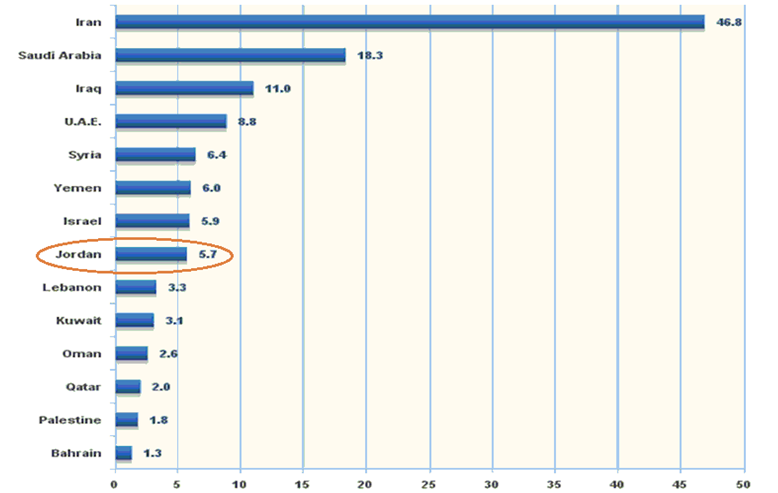 Iran 46.8
Saudi Arabia 18.3
Iraq 11.0
U.A.E. 8.8
Syria 6.4
Yemen 6.0
Israel 5.9
Jordan 5.7
Lebanon 3.3
Kuwait 3.1
Oman 2.6
Qatar 2.0
Palestine 1.8
Bahrain 1.3
0 5 10 15 20 25 30 35 40 45 50